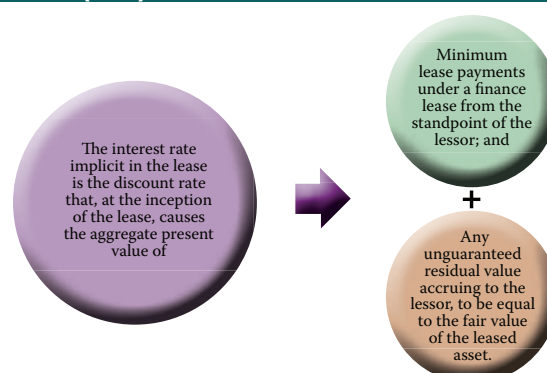 The interest rate
implicit in the lease
is the discount rate
that, at the inception
of the lease, causes
the aggregate present
value of
Minimum
lease payments
under a finance
lease from the
standpoint of the
lessor; and
+
Any
unguaranteed
residual value
accruing to the
lessor, to be equal
to the fair value
of the leased
asset.